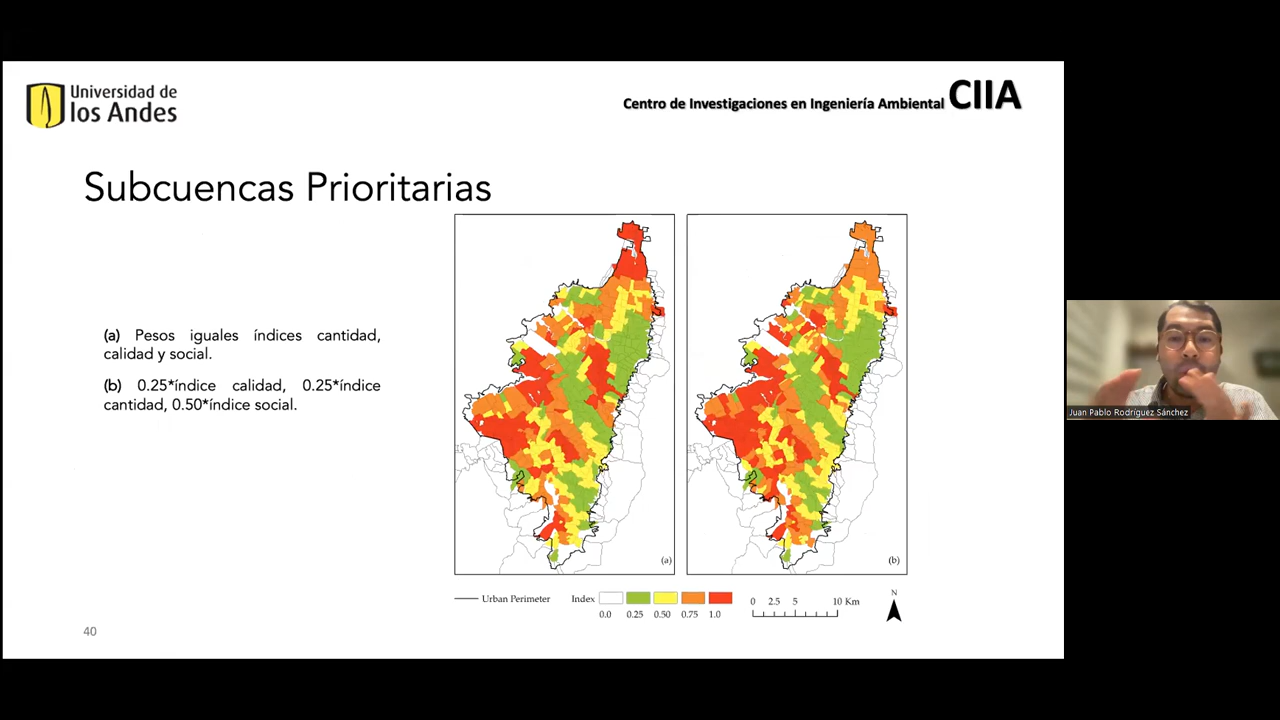 Universidad de
los Andes
Centro de Investigaciones en Ingeniería Ambiental CIIA
Subcuencas Prioritarias
(a) Pesos iguales índices cantidad,
calidad y social.
(b) 0.25*índice calidad, 0.25*índice
cantidad, 0.50*índice social.
(a)
(b)
Urban Perimeter
Index
0.0 0.25 0.50 0.75 1.0
0 2.5 5 10 Km
N
40
Juan Pablo Rodríguez Sánchez